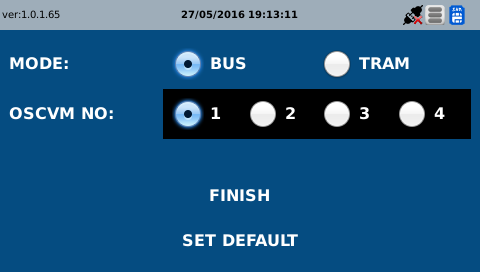 ver:1.0.1.65 27/05/2016 19:13:11
MODE: BUS TRAM
OSCVM NO: 1 2 3 4
FINISH
SET DEFAULT